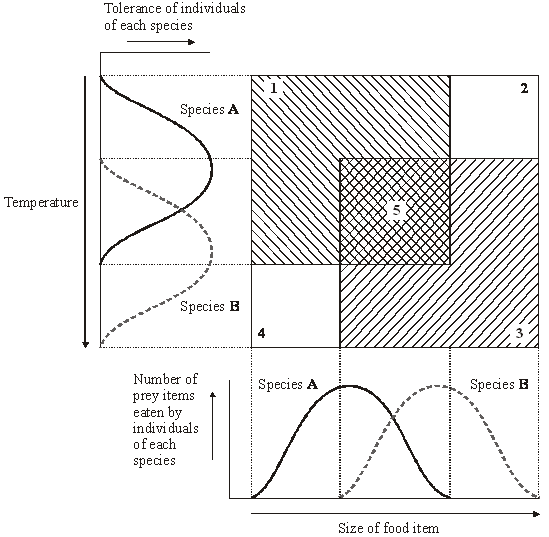 Tolerance of individuals
of each species
Species A
1
2
Temperature
5
Species B
4
3
Number of
prey items
eaten by
individuals
of each
species
Species A
Species B
Size of food item